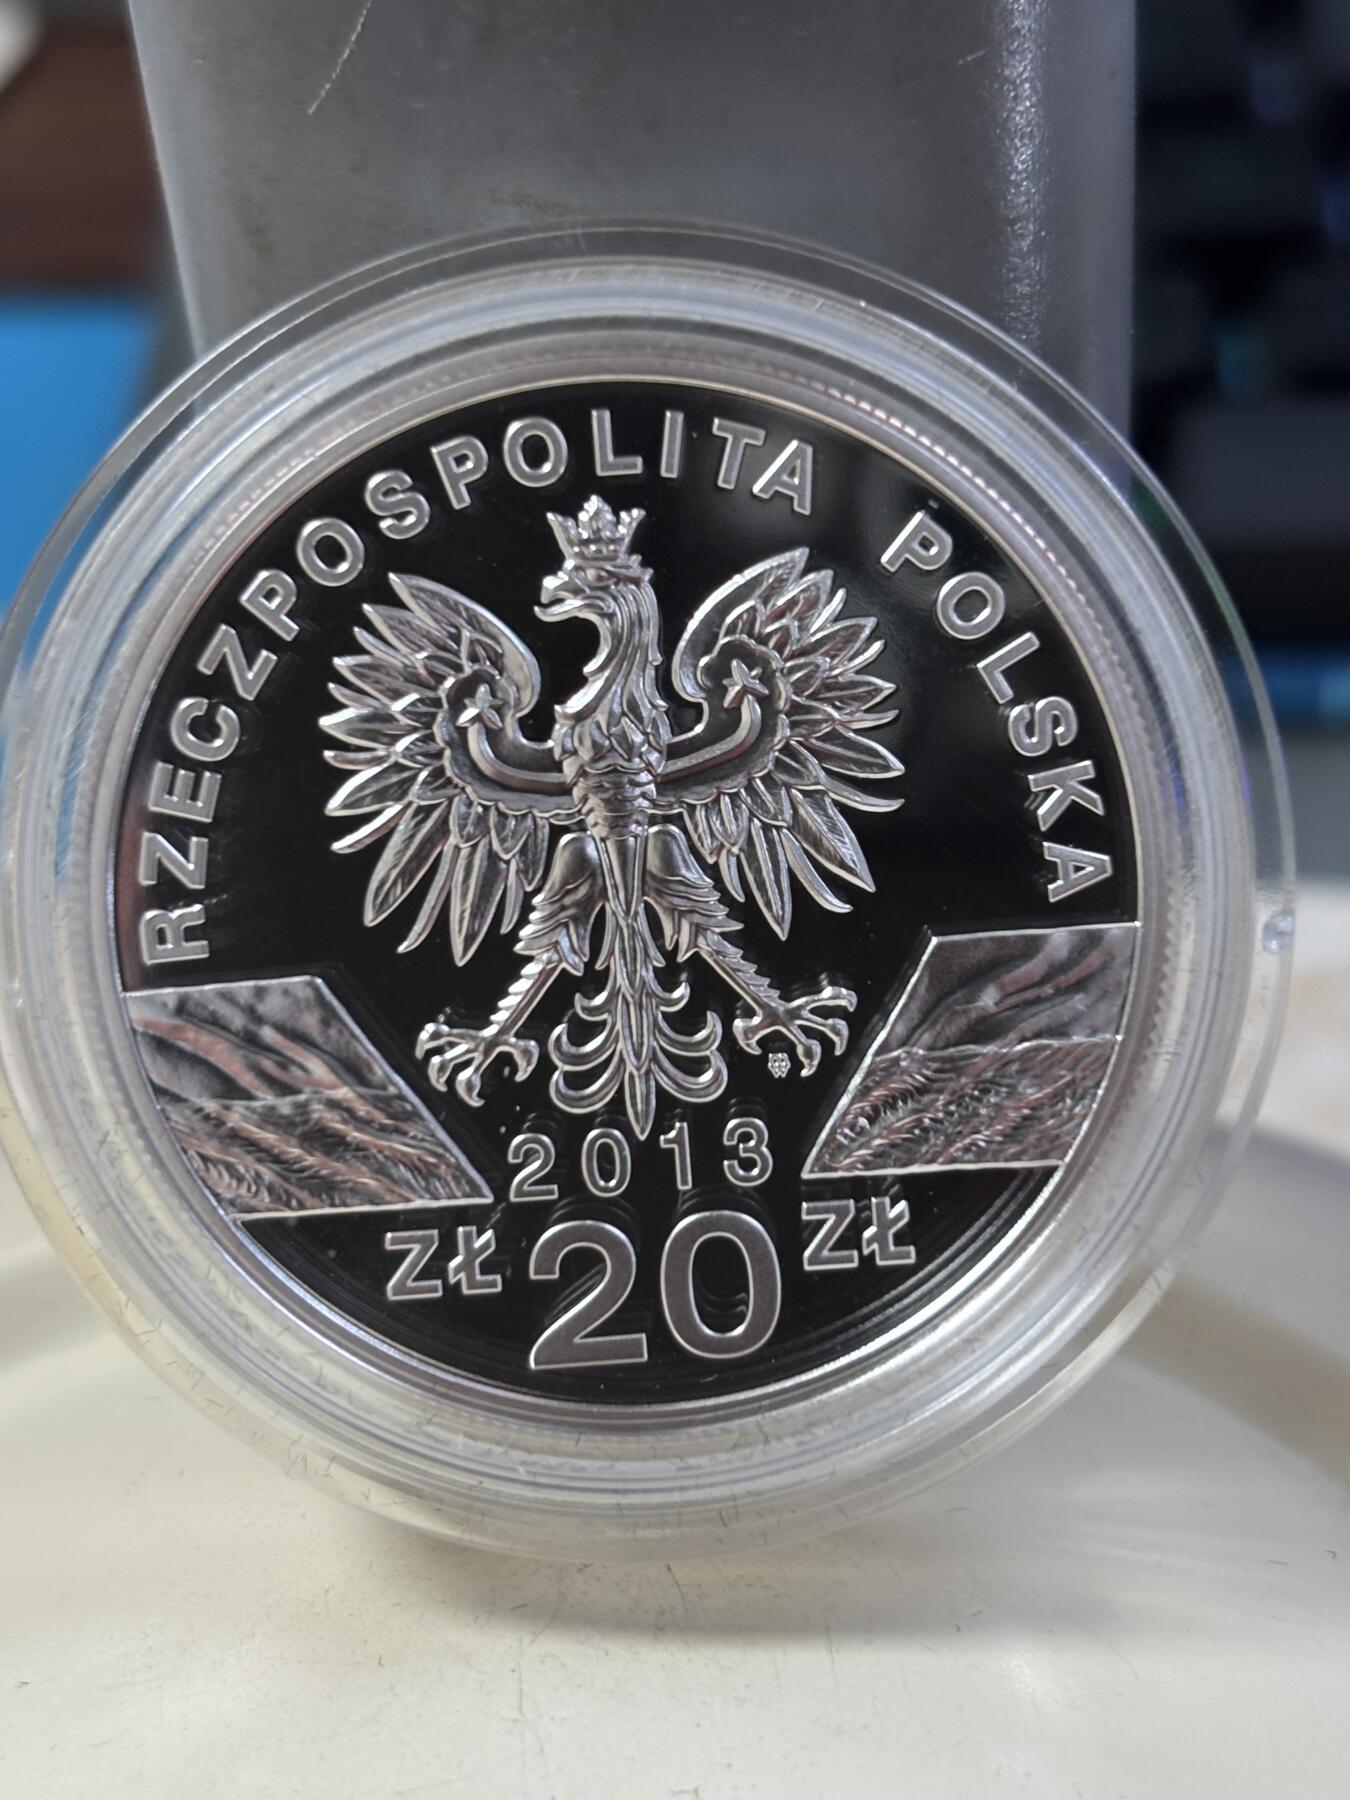 RZECZPOSPOLITA POLSKA
2013
ZŁ 20 ZŁ